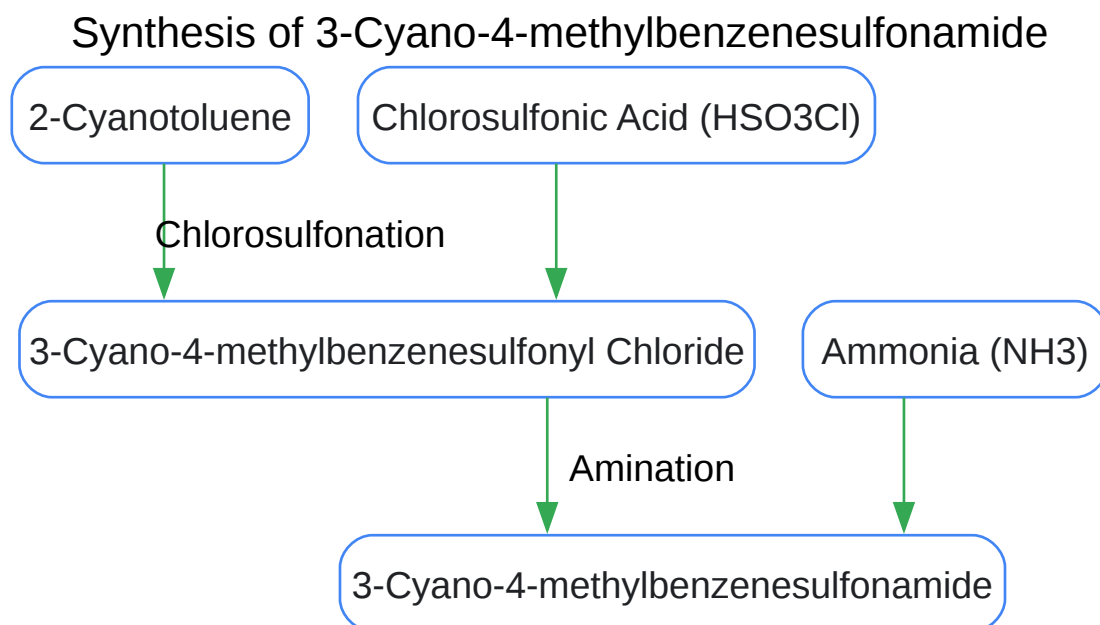 Synthesis of 3-Cyano-4-methylbenzenesulfonamide
2-Cyanotoluene
Chlorosulfonic Acid (HSO3Cl)
Chlorosulfonation
3-Cyano-4-methylbenzenesulfonyl Chloride
Ammonia (NH3)
Amination
3-Cyano-4-methylbenzenesulfonamide